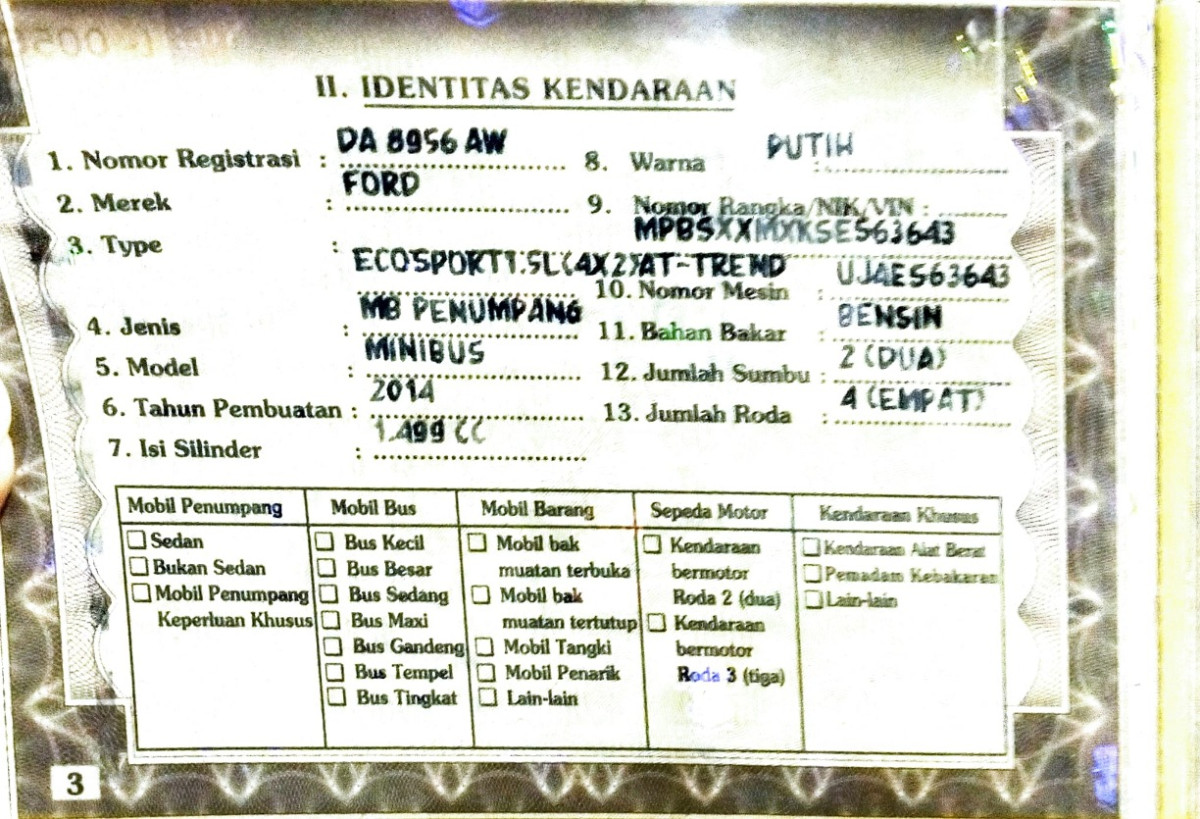 II. IDENTITAS KENDARAAN
1. Nomor Registrasi : DA 8956 AW
2. Merek : FORD
3. Type : ECOSPORT1.5L(4X2)AT-TREND
4. Jenis : MB PENUMPANG
5. Model : MINIBUS
6. Tahun Pembuatan : 2014
7. Isi Silinder : 1.499 CC
8. Warna : PUTIH
9. Nomor Rangka/NIK/VIN :
MPBSXXMXKSE563643
10. Nomor Mesin : UJAE563643
11. Bahan Bakar : BENSIN
12. Jumlah Sumbu : 2 (DUA)
13. Jumlah Roda : 4 (EMPAT)
Mobil Penumpang
Sedan
Bukan Sedan
Mobil Penumpang
Keperluan Khusus
Mobil Bus
Bus Kecil
Bus Besar
Bus Sedang
Bus Maxi
Bus Gandeng
Bus Tempel
Bus Tingkat
Mobil Barang
Mobil bak
muatan terbuka
Mobil bak
muatan tertutup
Mobil Tangki
Mobil Penarik
Lain-lain
Sepeda Motor
Kendaraan
bermotor
Roda 2 (dua)
Kendaraan
bermotor
Roda 3 (tiga)
Kendaraan Khusus
Kendaraan Alat Berat
Pemadam Kebakaran
Lain-lain
3